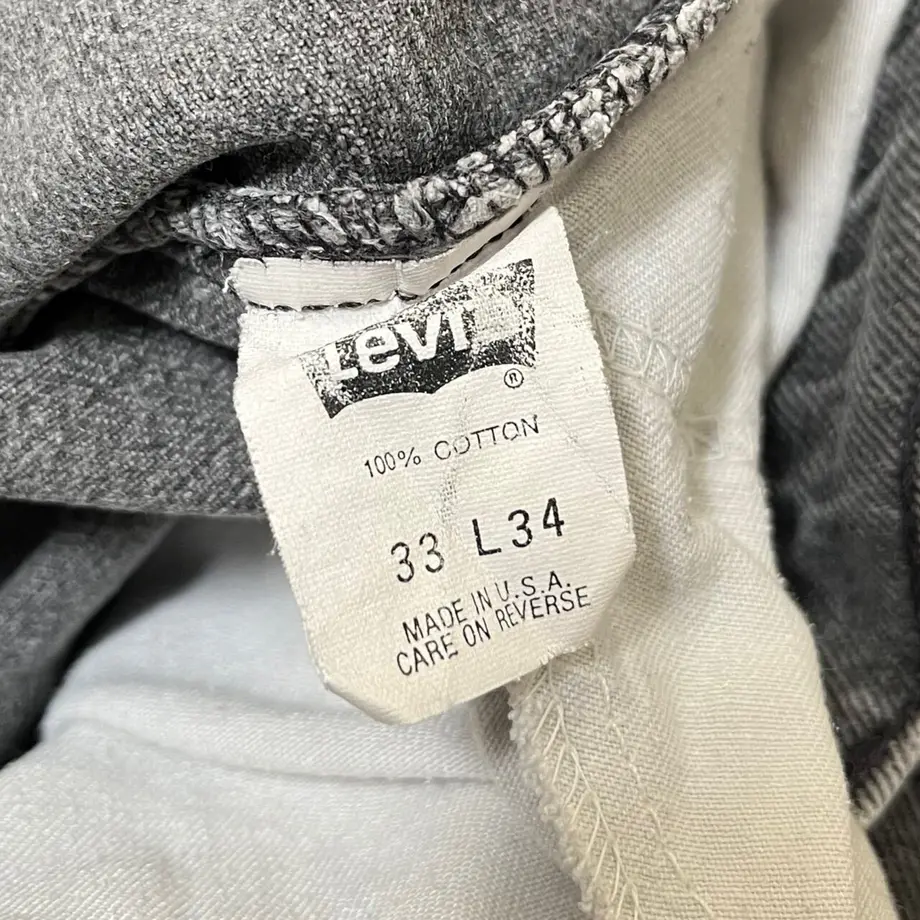 Levi
®
100% COTTON
33 L34
MADE IN U.S.A.
CARE ON REVERSE